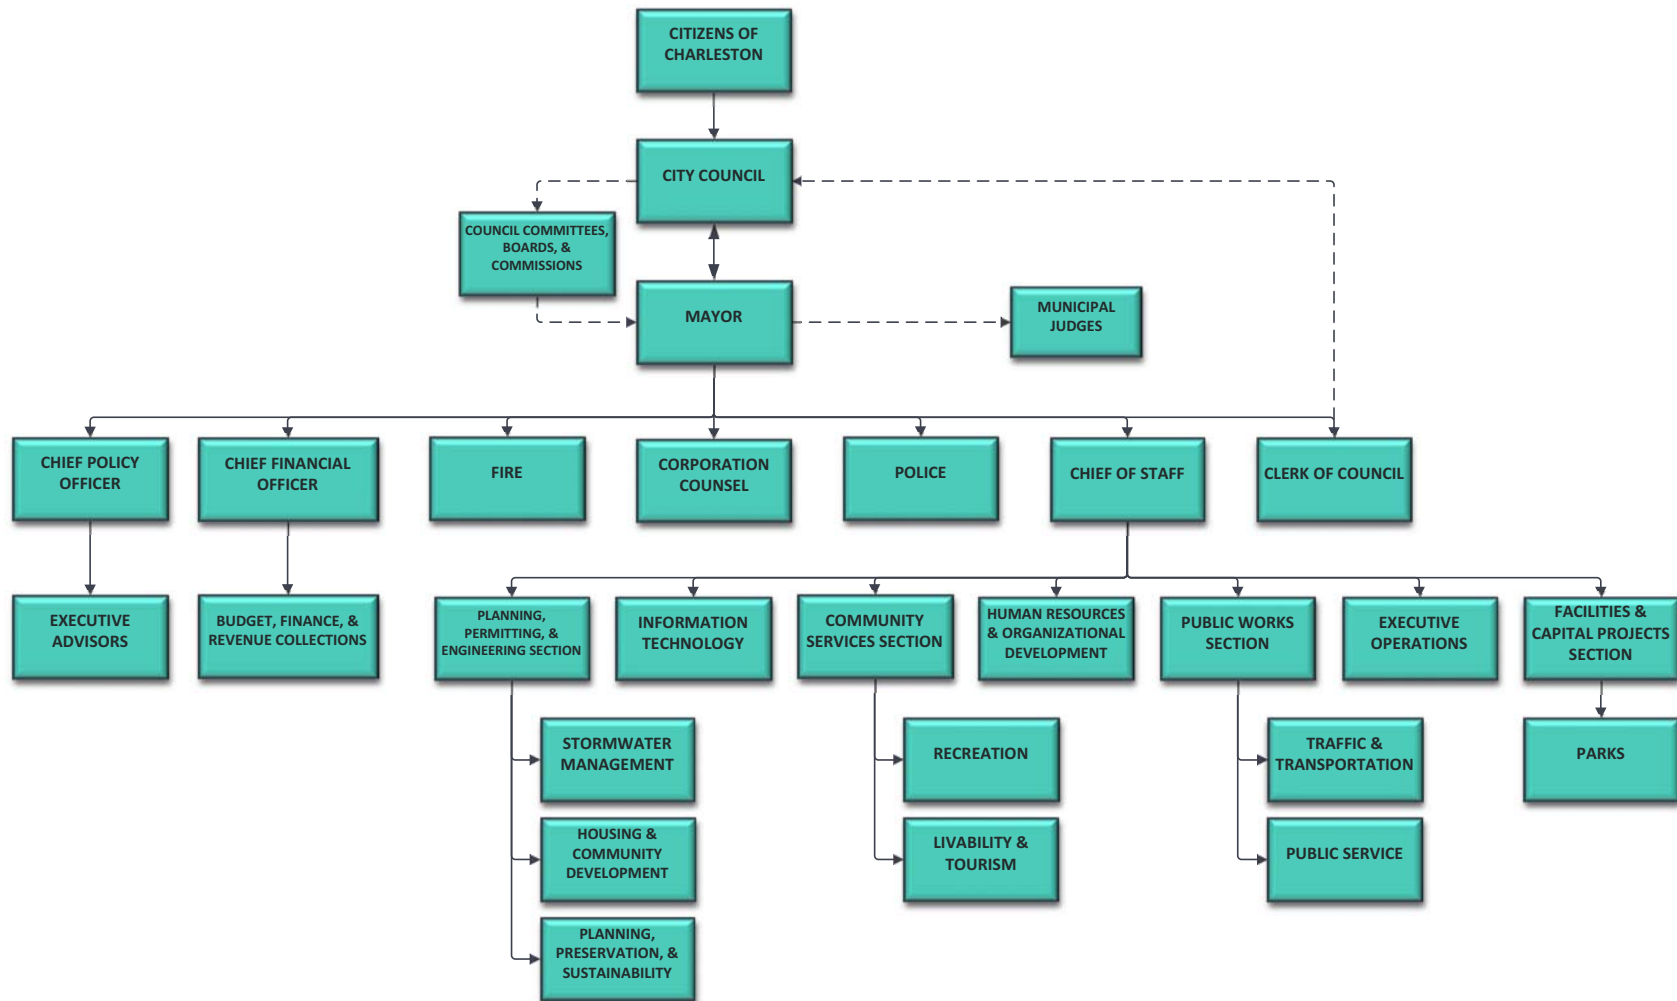 CITIZENS OF
CHARLESTON
CITY COUNCIL
COUNCIL COMMITTEES,
BOARDS, &
COMMISSIONS
MAYOR
MUNICIPAL
JUDGES
CHIEF POLICY
OFFICER
CHIEF FINANCIAL
OFFICER
FIRE
CORPORATION
COUNSEL
POLICE
CHIEF OF STAFF
CLERK OF COUNCIL
EXECUTIVE
ADVISORS
BUDGET, FINANCE, &
REVENUE COLLECTIONS
PLANNING,
PERMITTING, &
ENGINEERING SECTION
INFORMATION
TECHNOLOGY
COMMUNITY
SERVICES SECTION
HUMAN RESOURCES
& ORGANIZATIONAL
DEVELOPMENT
PUBLIC WORKS
SECTION
EXECUTIVE
OPERATIONS
FACILITIES &
CAPITAL PROJECTS
SECTION
STORMWATER
MANAGEMENT
RECREATION
TRAFFIC &
TRANSPORTATION
PARKS
HOUSING &
COMMUNITY
DEVELOPMENT
LIVABILITY &
TOURISM
PUBLIC SERVICE
PLANNING,
PRESERVATION, &
SUSTAINABILITY